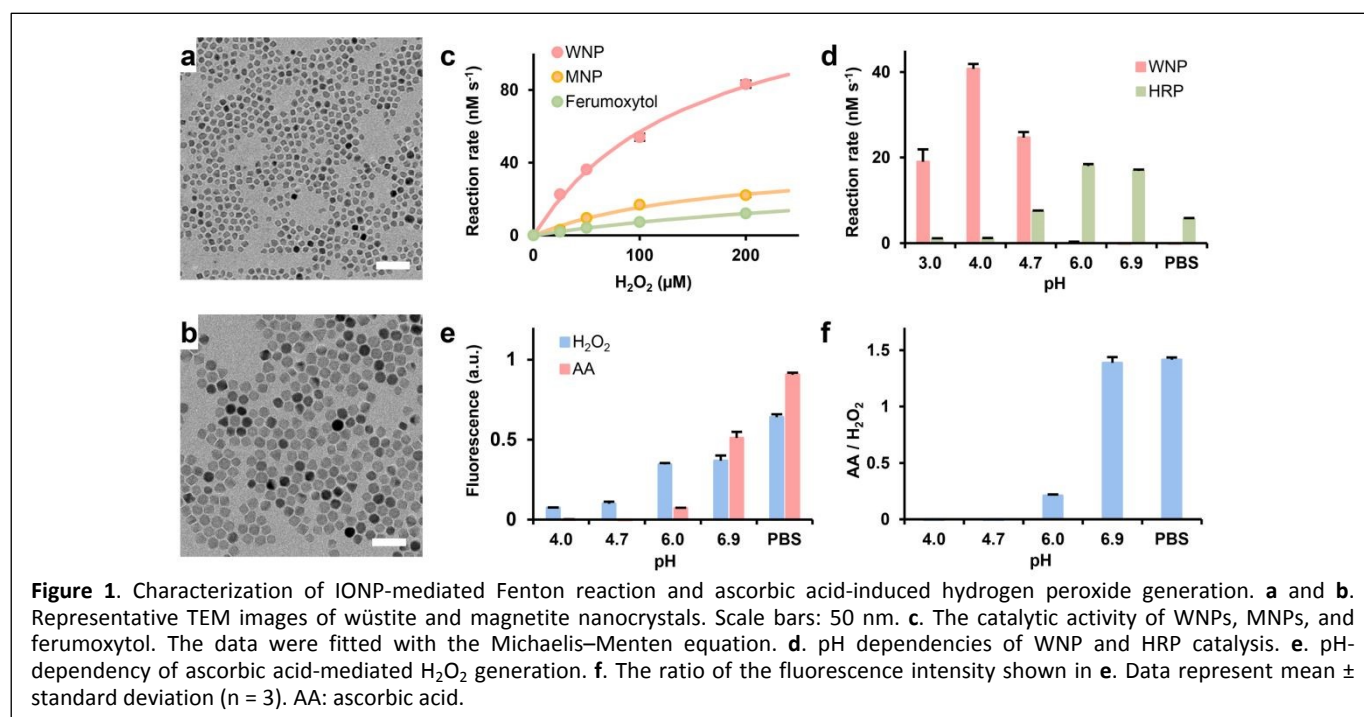 a
c
WNP
MNP
Ferumoxytol
Reaction rate (nM s⁻¹)
80
40
0
0
100
200
H₂O₂ (µM)
d
WNP
HRP
Reaction rate (nM s⁻¹)
40
20
0
3.0 4.0 4.7 6.0 6.9 PBS
pH
b
e
H₂O₂
AA
Fluorescence (a.u.)
1
0.5
0
4.0 4.7 6.0 6.9 PBS
pH
f
AA / H₂O₂
1.5
1
0.5
0
4.0 4.7 6.0 6.9 PBS
pH
Figure 1. Characterization of IONP-mediated Fenton reaction and ascorbic acid-induced hydrogen peroxide generation. a and b.
Representative TEM images of wüstite and magnetite nanocrystals. Scale bars: 50 nm. c. The catalytic activity of WNPs, MNPs, and
ferumoxytol. The data were fitted with the Michaelis–Menten equation. d. pH dependencies of WNP and HRP catalysis. e. pH-
dependency of ascorbic acid-mediated H₂O₂ generation. f. The ratio of the fluorescence intensity shown in e. Data represent mean ±
standard deviation (n = 3). AA: ascorbic acid.